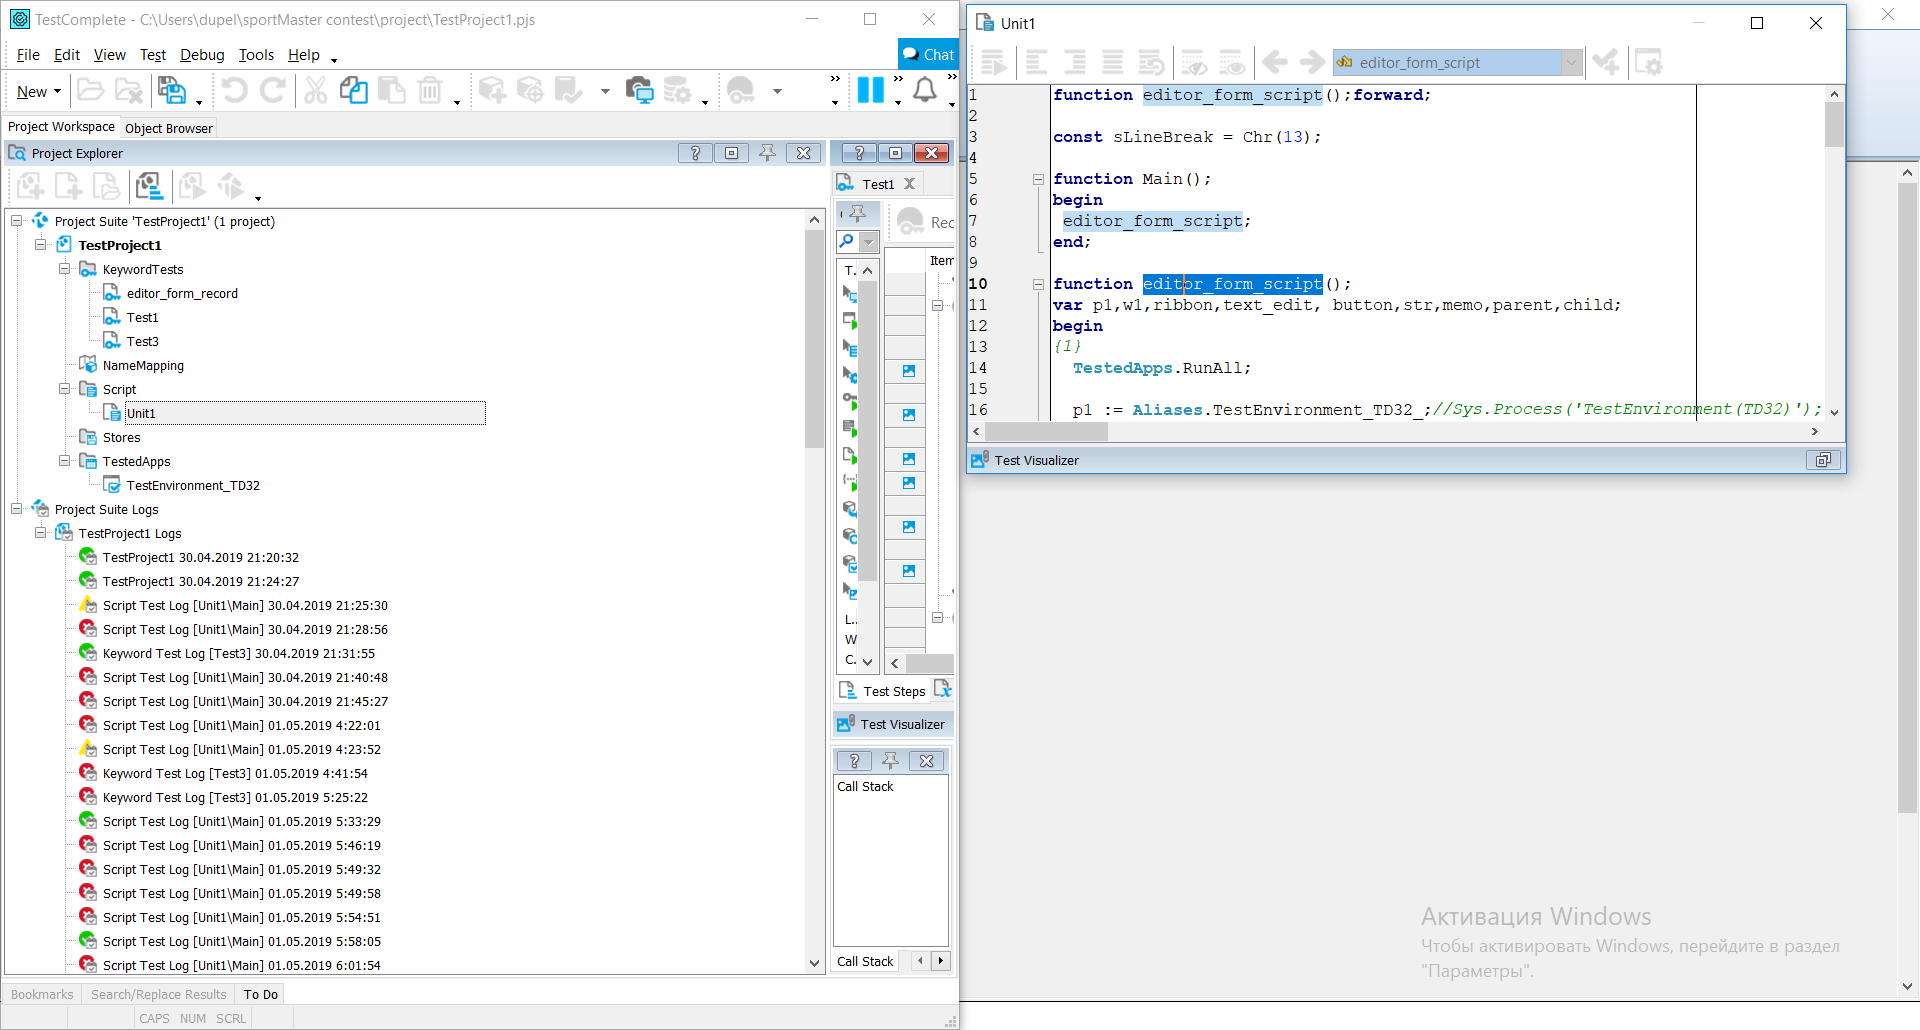 TestComplete - C:\Users\dupel\sportMaster contest\project\TestProject1.pjs
File Edit View Test Debug Tools Help
Chat
New
Project Workspace Object Browser
Project Explorer
Project Suite 'TestProject1' (1 project)
TestProject1
KeywordTests
editor_form_record
Test1
Test3
NameMapping
Script
Unit1
Stores
TestedApps
TestEnvironment_TD32
Project Suite Logs
TestProject1 Logs
TestProject1 30.04.2019 21:20:32
TestProject1 30.04.2019 21:24:27
Script Test Log [Unit1\Main] 30.04.2019 21:25:30
Script Test Log [Unit1\Main] 30.04.2019 21:28:56
Keyword Test Log [Test3] 30.04.2019 21:31:55
Script Test Log [Unit1\Main] 30.04.2019 21:40:48
Script Test Log [Unit1\Main] 30.04.2019 21:45:27
Script Test Log [Unit1\Main] 01.05.2019 4:22:01
Script Test Log [Unit1\Main] 01.05.2019 4:23:52
Keyword Test Log [Test3] 01.05.2019 4:41:54
Keyword Test Log [Test3] 01.05.2019 5:25:22
Script Test Log [Unit1\Main] 01.05.2019 5:33:29
Script Test Log [Unit1\Main] 01.05.2019 5:46:19
Script Test Log [Unit1\Main] 01.05.2019 5:49:32
Script Test Log [Unit1\Main] 01.05.2019 5:49:58
Script Test Log [Unit1\Main] 01.05.2019 5:54:51
Script Test Log [Unit1\Main] 01.05.2019 5:58:05
Script Test Log [Unit1\Main] 01.05.2019 6:01:54
Bookmarks Search/Replace Results To Do
CAPS NUM SCRL
Test1
Rec
Item
T.
L..
W
C.
Test Steps
Test Visualizer
Call Stack
Call Stack
Unit1
editor_form_script
1 function editor_form_script();forward;
2
3 const sLineBreak = Chr(13);
4
5 function Main();
6 begin
7 editor_form_script;
8 end;
9
10 function editor_form_script();
11 var p1,w1,ribbon,text_edit, button,str,memo,parent,child;
12 begin
13 {1}
14 TestedApps.RunAll;
15
16 p1 := Aliases.TestEnvironment_TD32_;//Sys.Process('TestEnvironment(TD32)');
Test Visualizer
Активация Windows
Чтобы активировать Windows, перейдите в раздел
"Параметры".